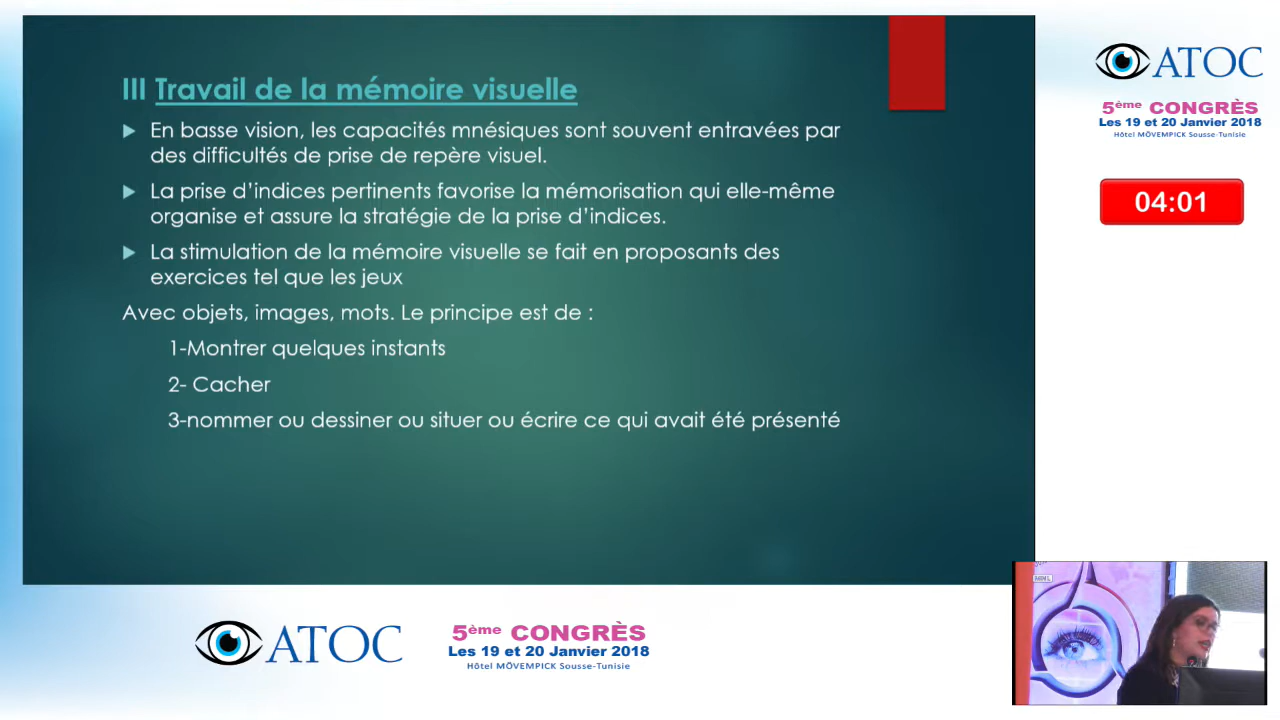 III Travail de la mémoire visuelle
En basse vision, les capacités mnésiques sont souvent entravées par
des difficultés de prise de repère visuel.
La prise d’indices pertinents favorise la mémorisation qui elle-même
organise et assure la stratégie de la prise d’indices.
La stimulation de la mémoire visuelle se fait en proposants des
exercices tel que les jeux
Avec objets, images, mots. Le principe est de :
1-Montrer quelques instants
2- Cacher
3-nommer ou dessiner ou situer ou écrire ce qui avait été présenté
ATOC
5ème CONGRÈS
Les 19 et 20 Janvier 2018
Hôtel MÖVEMPICK Sousse-Tunisie
04:01
ATOC
5ème CONGRÈS
Les 19 et 20 Janvier 2018
Hôtel MÖVEMPICK Sousse-Tunisie